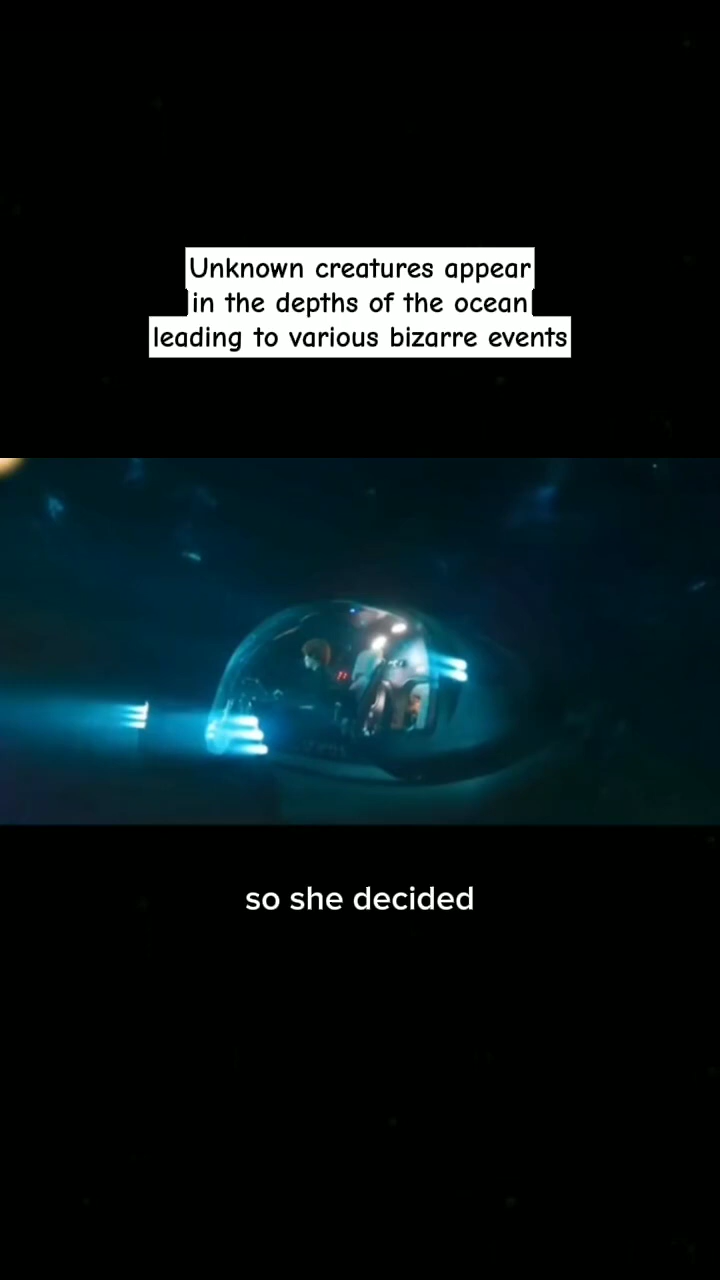 Unknown creatures appear
in the depths of the ocean
leading to various bizarre events
so she decided